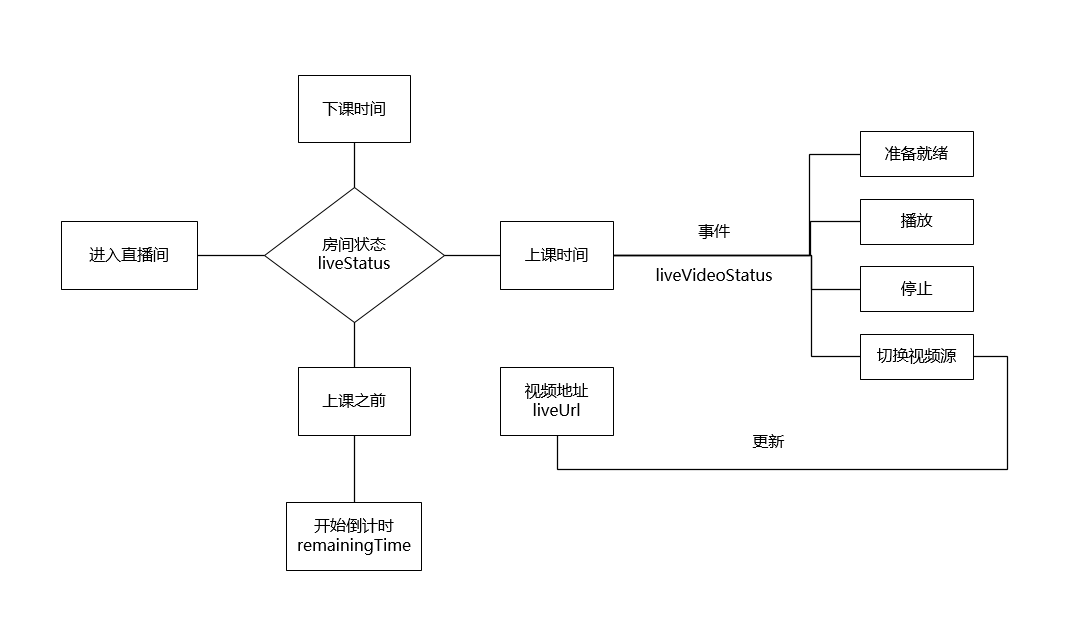 下课时间
进入直播间
房间状态
liveStatus
上课时间
事件
liveVideoStatus
准备就绪
播放
停止
切换视频源
上课之前
视频地址
liveUrl
更新
开始倒计时
remainingTime